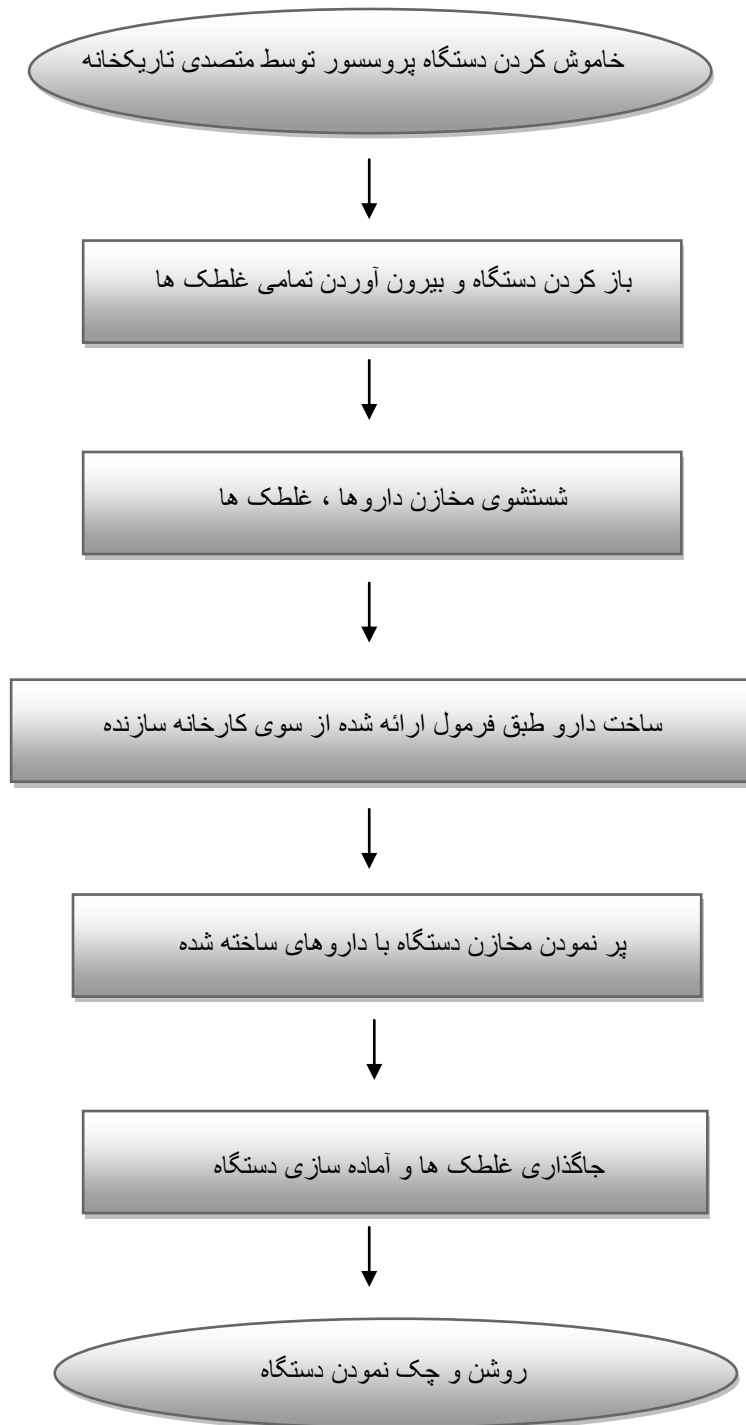 خاموش کردن دستگاه پروسسور توسط متصدی تاریکخانه
باز کردن دستگاه و بیرون آوردن تمامی غلطک ها
شستشوی مخازن داروها ، غلطک ها
ساخت دارو طبق فرمول ارائه شده از سوی کارخانه سازنده
پر نمودن مخازن دستگاه با داروهای ساخته شده
جاگذاری غلطک ها و آماده سازی دستگاه
روشن و چک نمودن دستگاه